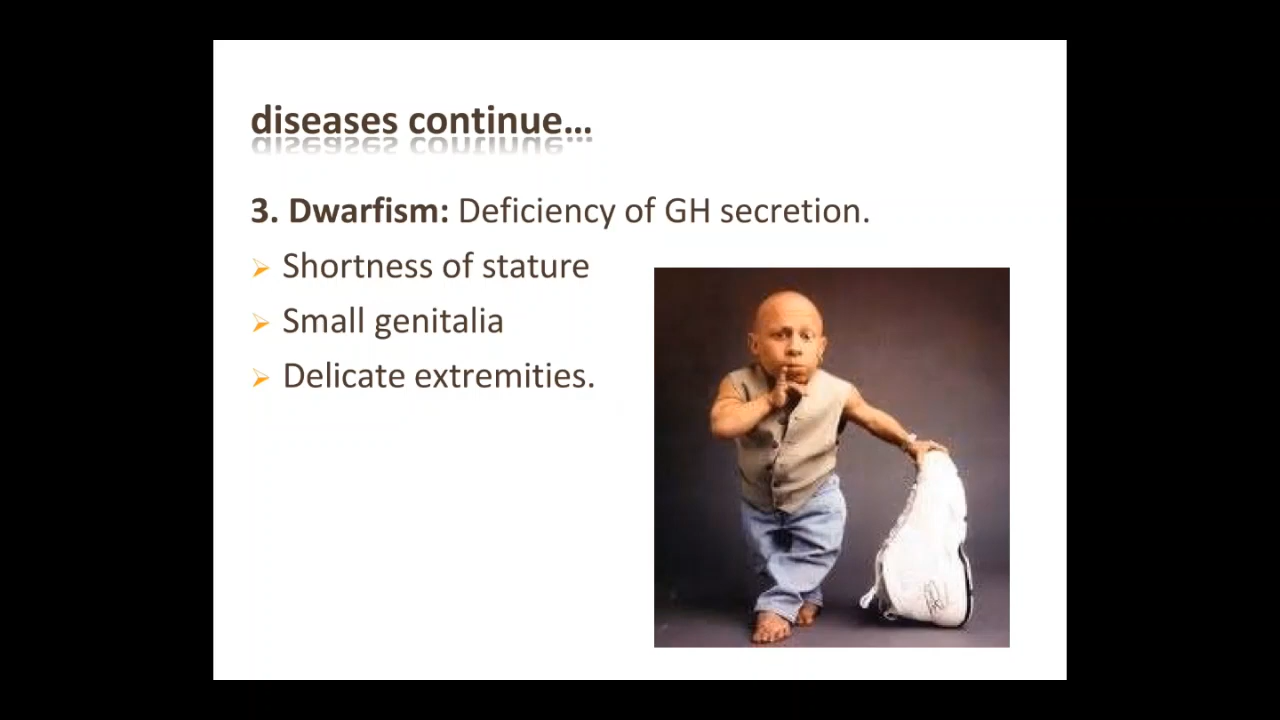 diseases continue…
3. Dwarfism: Deficiency of GH secretion.
Shortness of stature
Small genitalia
Delicate extremities.